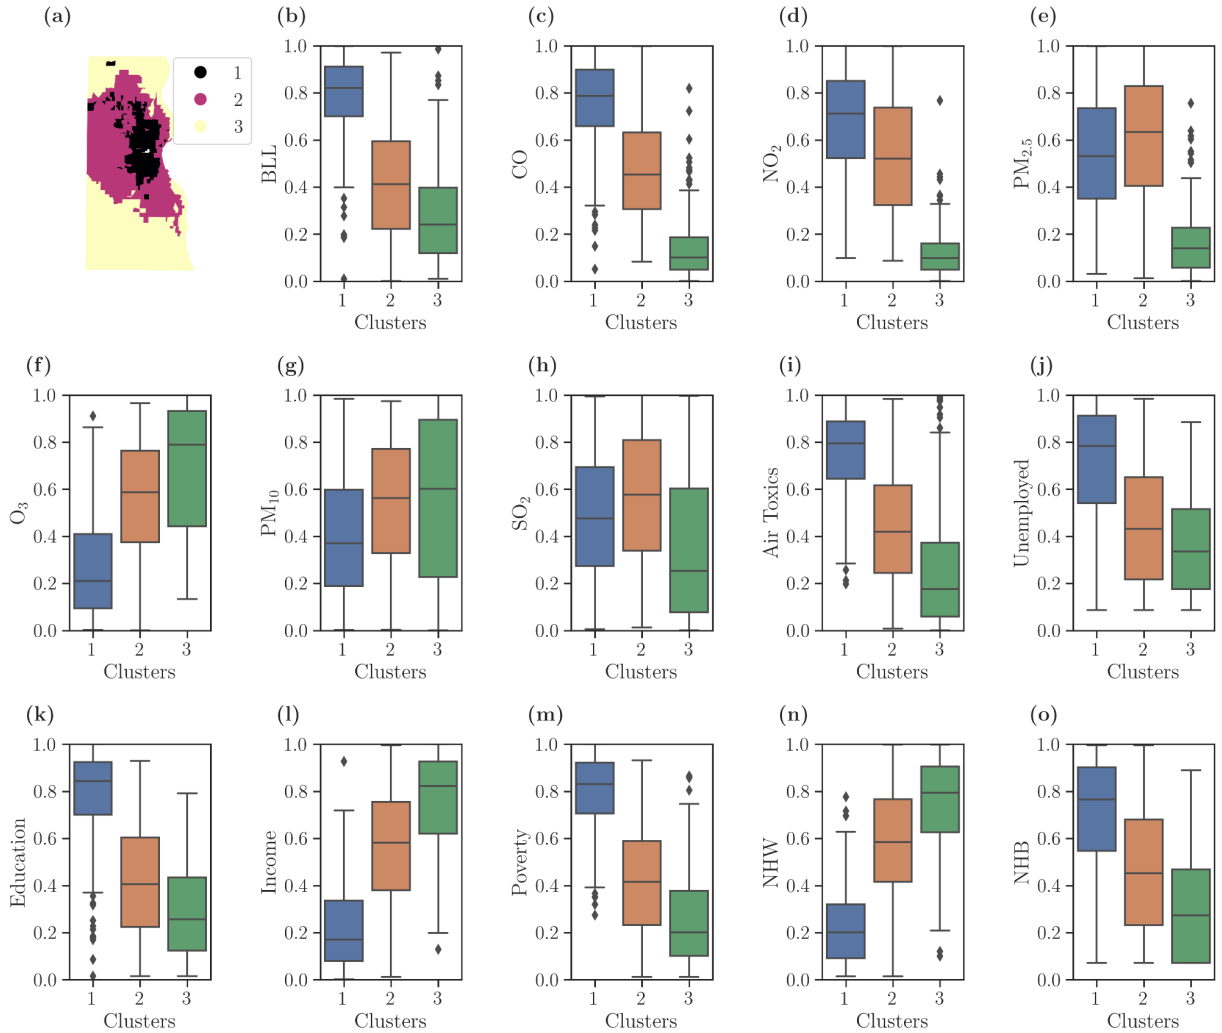 (a)
1
2
3
(b)
BLL
1.0
0.8
0.6
0.4
0.2
0.0
1 2 3
Clusters
(c)
CO
1.0
0.8
0.6
0.4
0.2
0.0
1 2 3
Clusters
(d)
NO₂
1.0
0.8
0.6
0.4
0.2
0.0
1 2 3
Clusters
(e)
PM₂.₅
1.0
0.8
0.6
0.4
0.2
0.0
1 2 3
Clusters
(f)
O₃
1.0
0.8
0.6
0.4
0.2
0.0
1 2 3
Clusters
(g)
PM₁₀
1.0
0.8
0.6
0.4
0.2
0.0
1 2 3
Clusters
(h)
SO₂
1.0
0.8
0.6
0.4
0.2
0.0
1 2 3
Clusters
(i)
Air Toxics
1.0
0.8
0.6
0.4
0.2
0.0
1 2 3
Clusters
(j)
Unemployed
1.0
0.8
0.6
0.4
0.2
0.0
1 2 3
Clusters
(k)
Education
1.0
0.8
0.6
0.4
0.2
0.0
1 2 3
Clusters
(l)
Income
1.0
0.8
0.6
0.4
0.2
0.0
1 2 3
Clusters
(m)
Poverty
1.0
0.8
0.6
0.4
0.2
0.0
1 2 3
Clusters
(n)
NHW
1.0
0.8
0.6
0.4
0.2
0.0
1 2 3
Clusters
(o)
NHB
1.0
0.8
0.6
0.4
0.2
0.0
1 2 3
Clusters